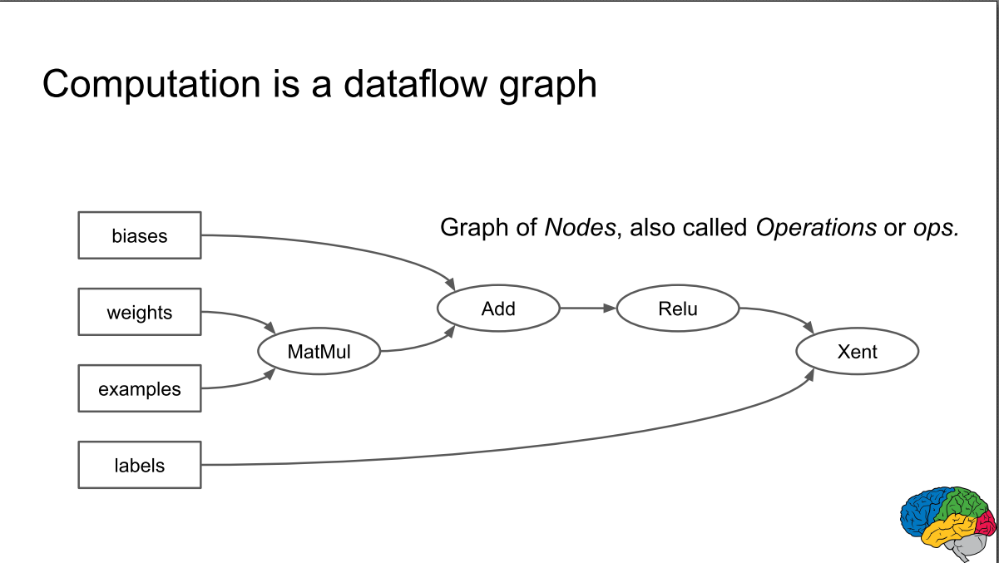 Computation is a dataflow graph
biases
Graph of Nodes, also called Operations or ops.
weights
Add
Relu
MatMul
Xent
examples
labels